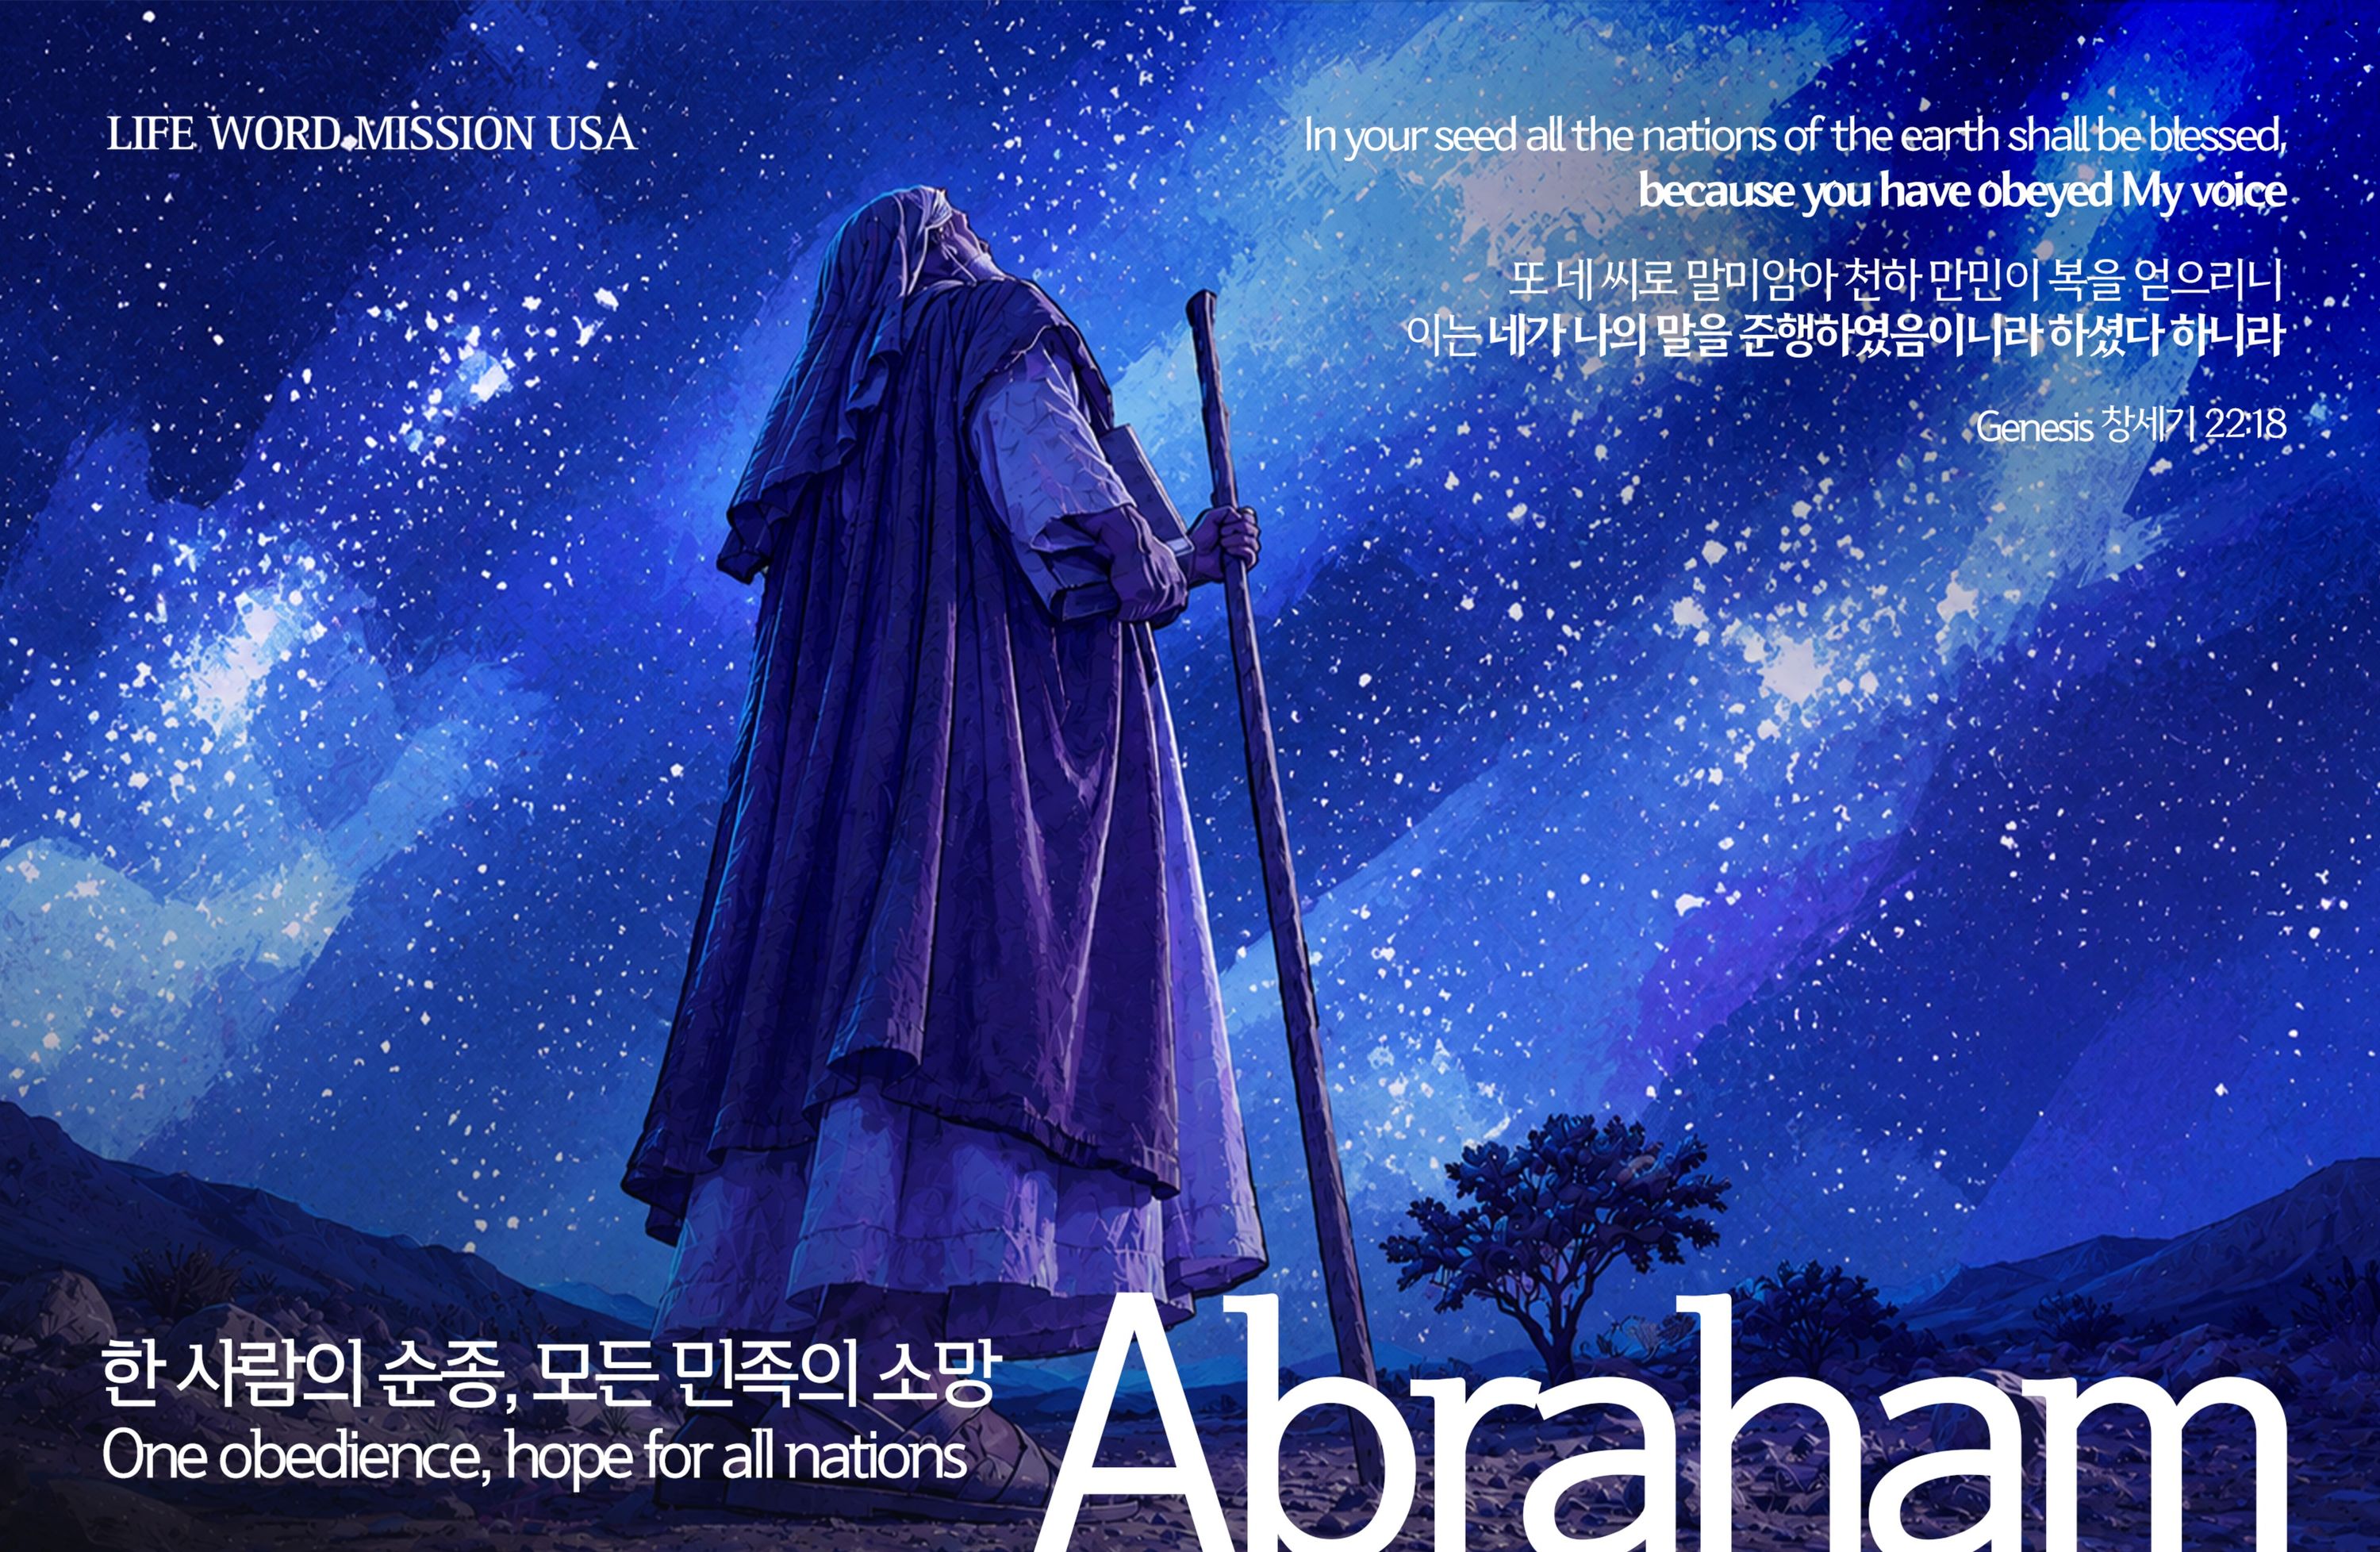 LIFE WORD MISSION USA
In your seed all the nations of the earth shall be blessed,
because you have obeyed My voice
또 네 씨로 말미암아 천하 만민이 복을 얻으리니
이는 네가 나의 말을 준행하였음이니라 하셨다 하니라
Genesis 창세기 22:18
한 사람의 순종, 모든 민족의 소망
One obedience, hope for all nations
Abraham